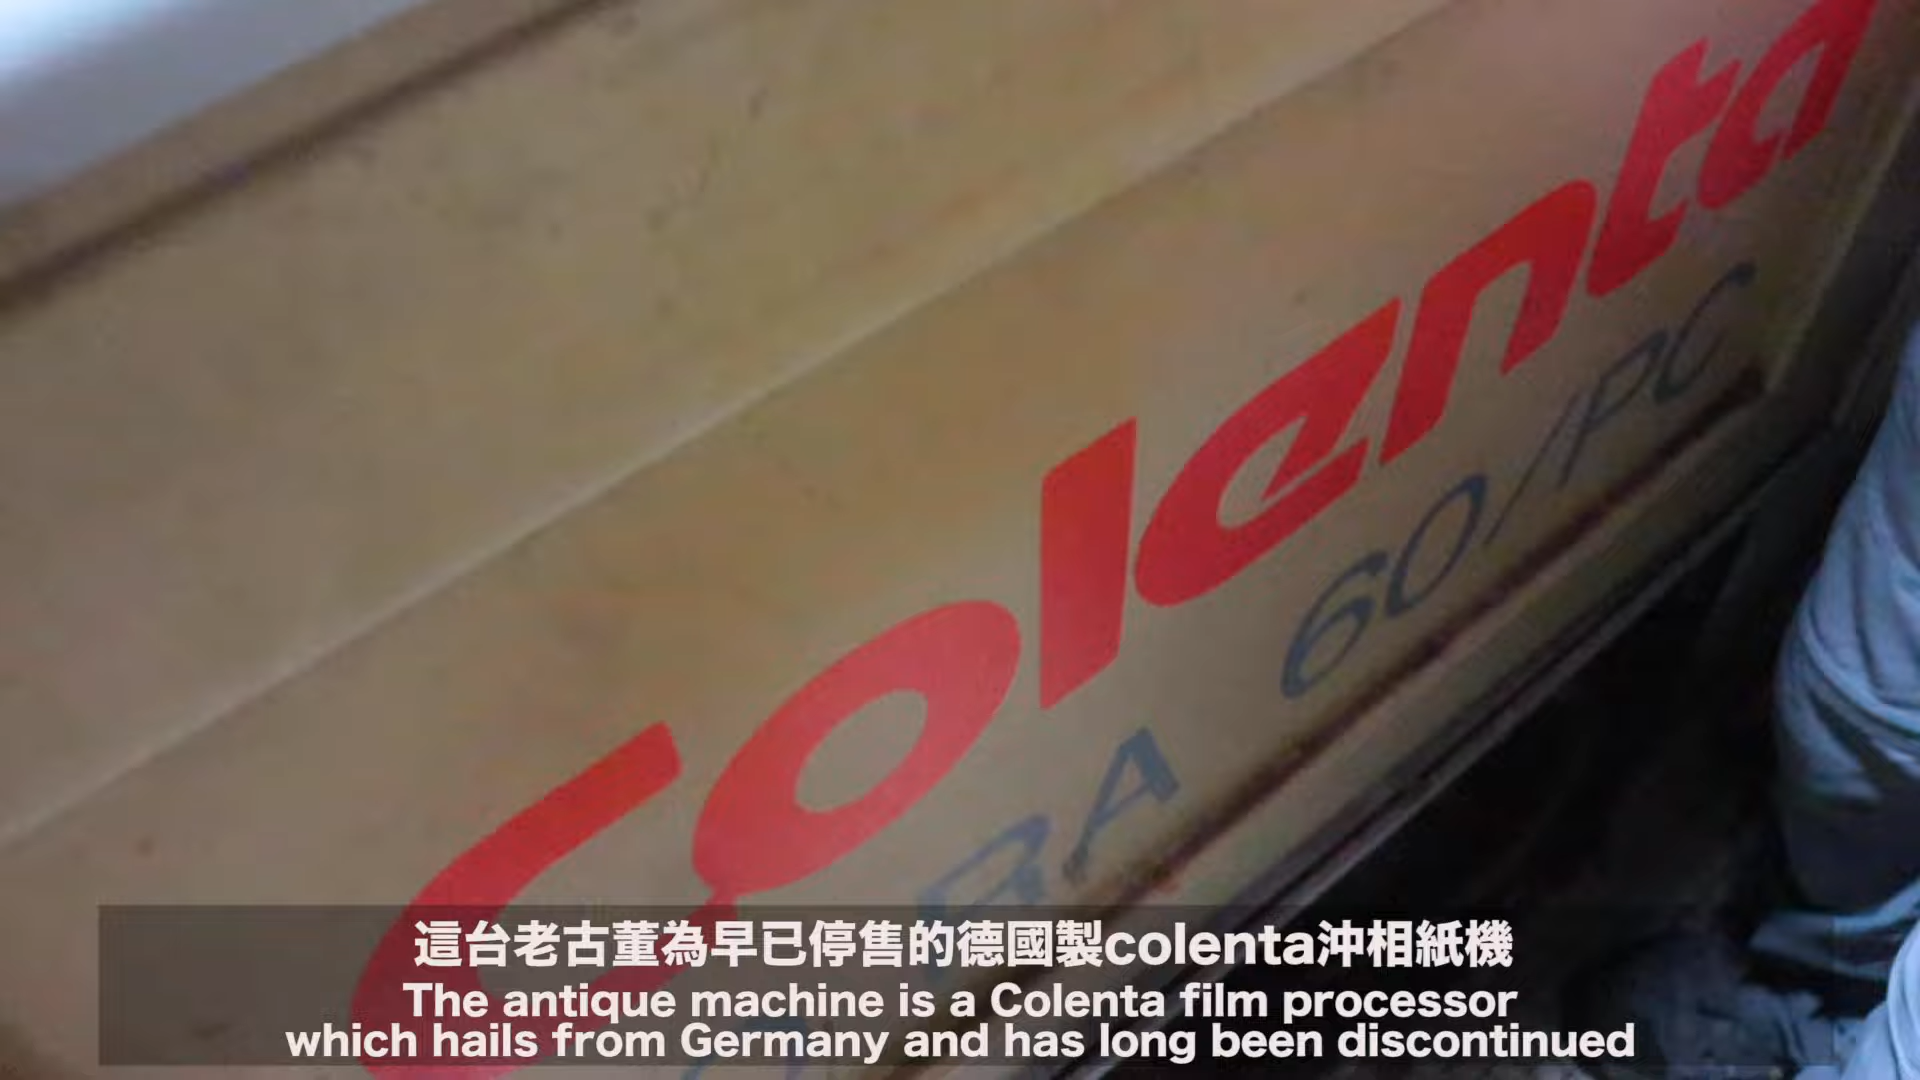 Colenta
RA 60/PC
這台老古董為早已停售的德國製colenta沖相紙機
The antique machine is a Colenta film processor
which hails from Germany and has long been discontinued